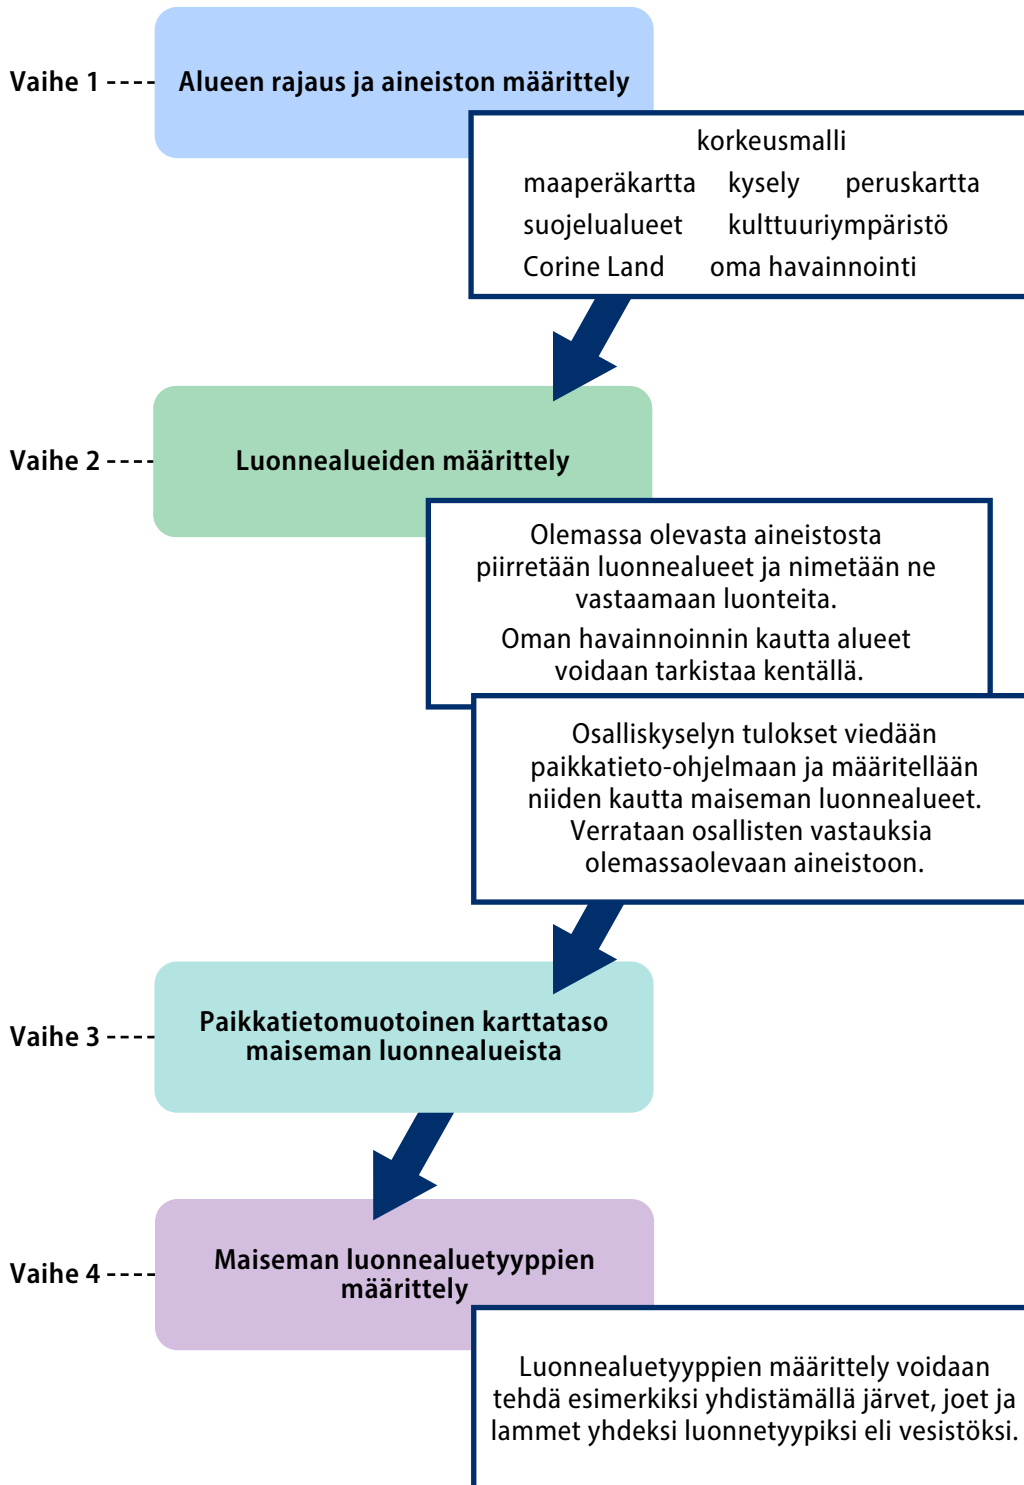 Vaihe 1
Alueen rajaus ja aineiston määrittely
korkeusmalli
maaperäkartta kysely peruskartta
suojelualueet kulttuuriympäristö
Corine Land oma havainnointi
Vaihe 2
Luonnealueiden määrittely
Olemassa olevasta aineistosta
piirretään luonnealueet ja nimetään ne
vastaamaan luonteita.
Oman havainnoinnin kautta alueet
voidaan tarkistaa kentällä.
Osalliskyselyn tulokset viedään
paikkatieto-ohjelmaan ja määritellään
niiden kautta maiseman luonnealueet.
Verrataan osallisten vastauksia
olemassaolevaan aineistoon.
Vaihe 3
Paikkatietomuotoinen karttataso
maiseman luonnealueista
Vaihe 4
Maiseman luonnealuetyyppien
määrittely
Luonnealuetyyppien määrittely voidaan
tehdä esimerkiksi yhdistämällä järvet, joet ja
lammet yhdeksi luonnetyypiksi eli vesistöksi.